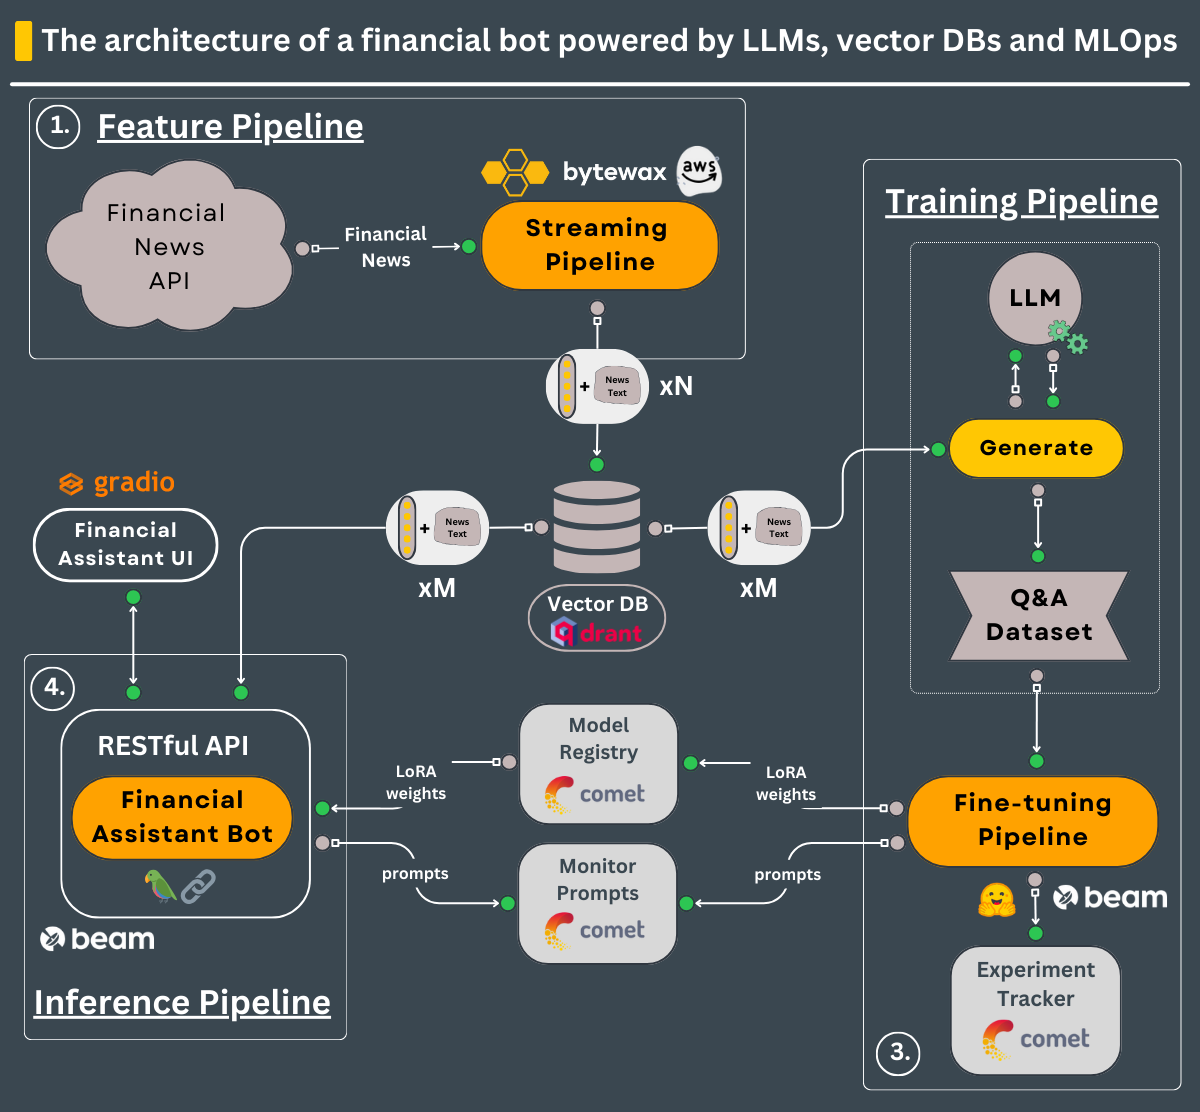 The architecture of a financial bot powered by LLMs, vector DBs and MLOps
1.
Feature Pipeline
Financial
News
API
Financial
News
bytewax
aws
Streaming
Pipeline
+
News
Text
xN
Training Pipeline
LLM
Generate
Q&A
Dataset
gradio
Financial
Assistant UI
+
News
Text
xM
+
News
Text
xM
Vector DB
qdrant
4.
RESTful API
Financial
Assistant Bot
beam
Inference Pipeline
LoRA
weights
prompts
Model
Registry
comet
Monitor
Prompts
comet
LoRA
weights
prompts
Fine-tuning
Pipeline
beam
Experiment
Tracker
comet
3.